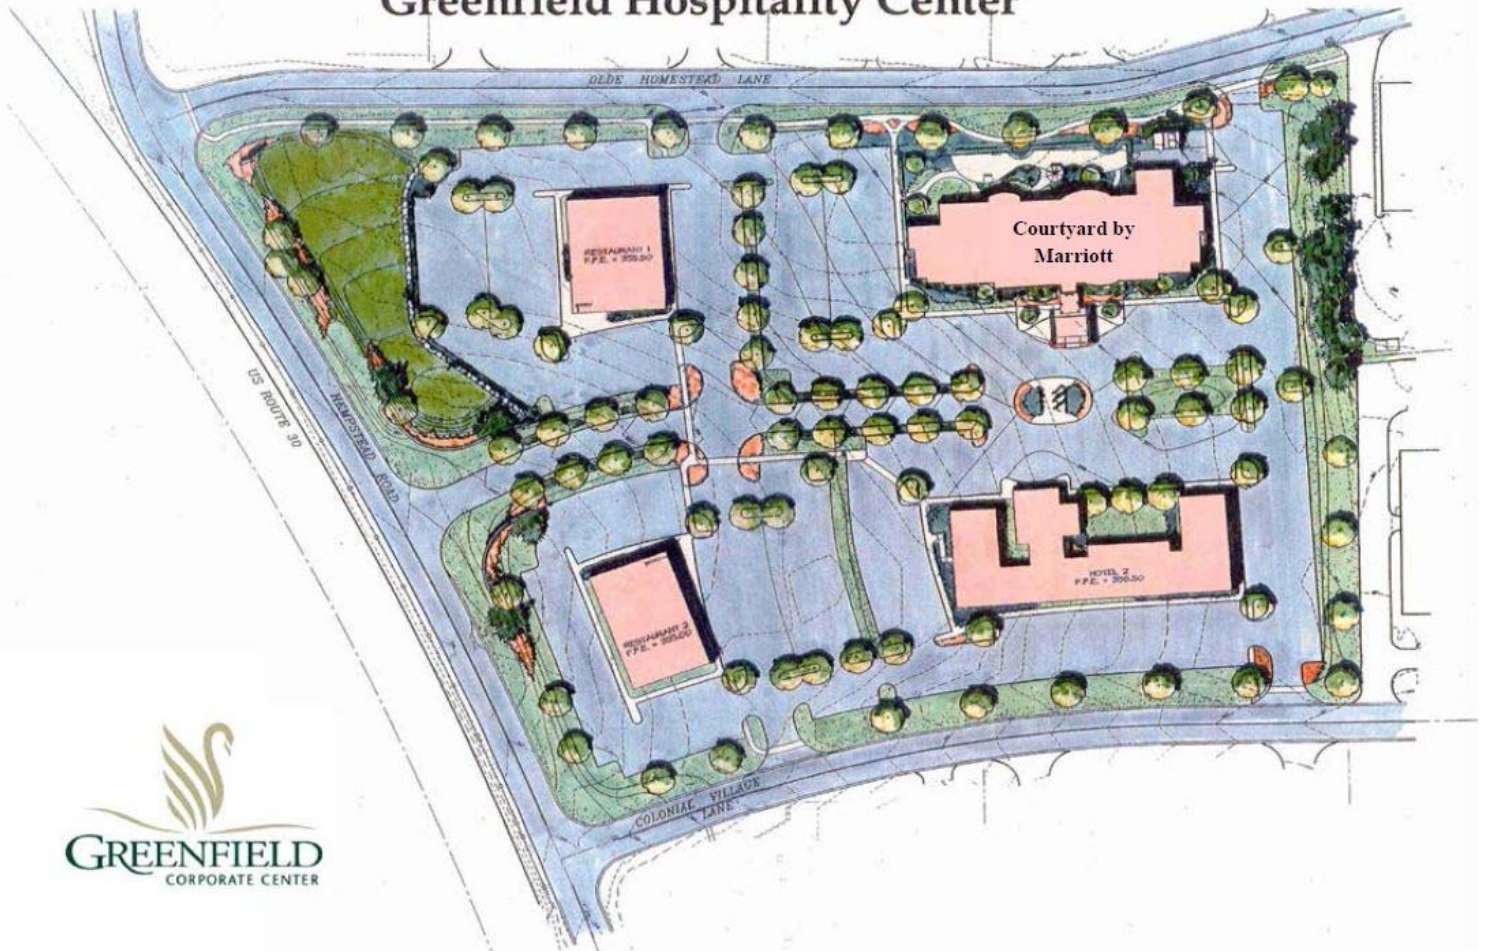 Greenfield Hospitality Center
OLDE HOMESTEAD LANE
Courtyard by
Marriott
RESTAURANT 1
US ROUTE 30
HEMPSTEAD ROAD
HOTEL 2
RESTAURANT 2
COLONIAL VILLAGE
LANE
GREENFIELD
CORPORATE CENTER